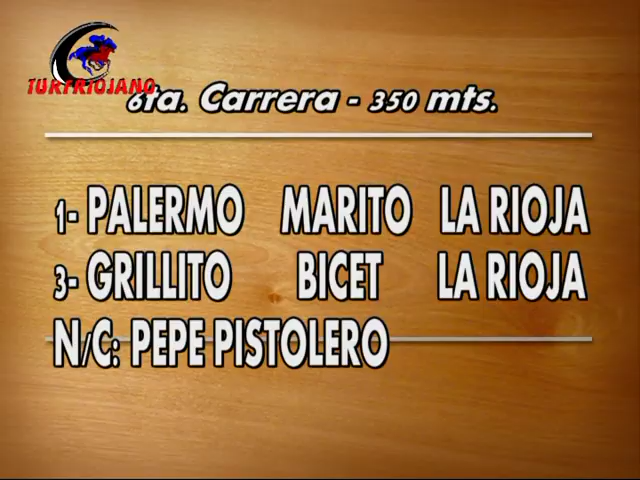 TURFRIOJANO
6ta. Carrera - 350 mts.
1- PALERMO MARITO LA RIOJA
3- GRILLITO BICET LA RIOJA
N/C: PEPE PISTOLERO